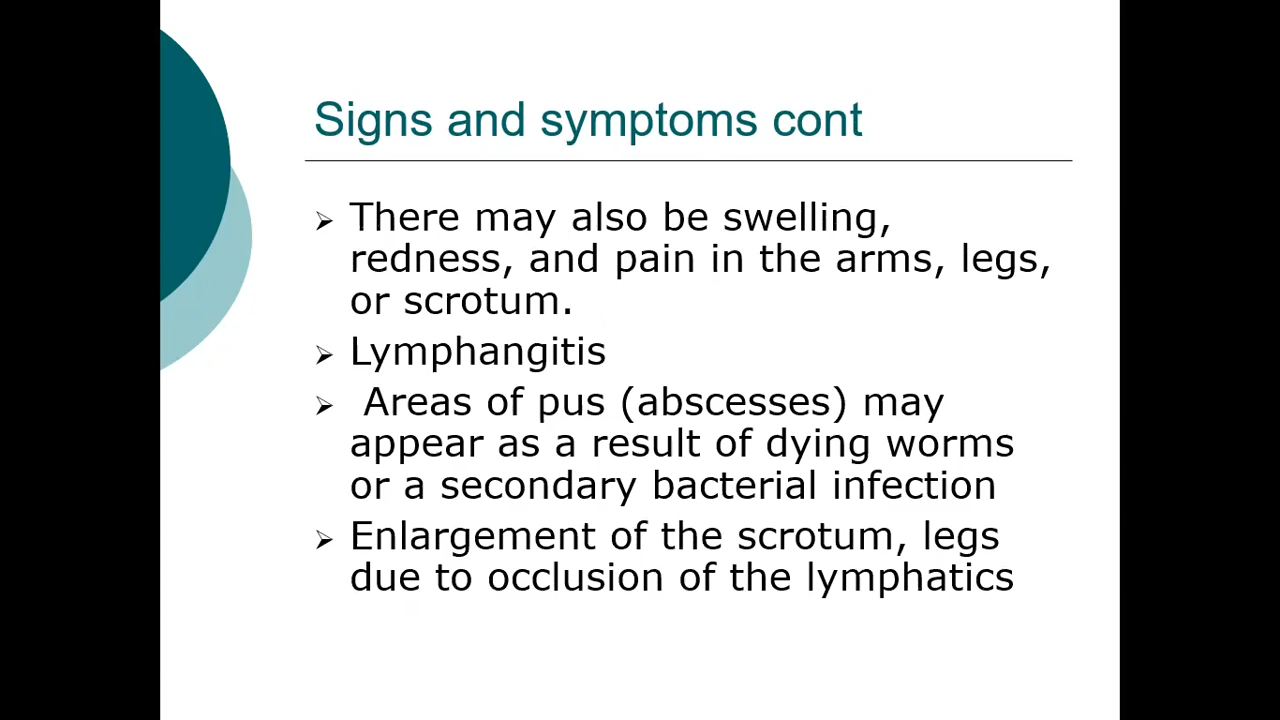 Signs and symptoms cont
➢ There may also be swelling,
redness, and pain in the arms, legs,
or scrotum.
➢ Lymphangitis
➢ Areas of pus (abscesses) may
appear as a result of dying worms
or a secondary bacterial infection
➢ Enlargement of the scrotum, legs
due to occlusion of the lymphatics